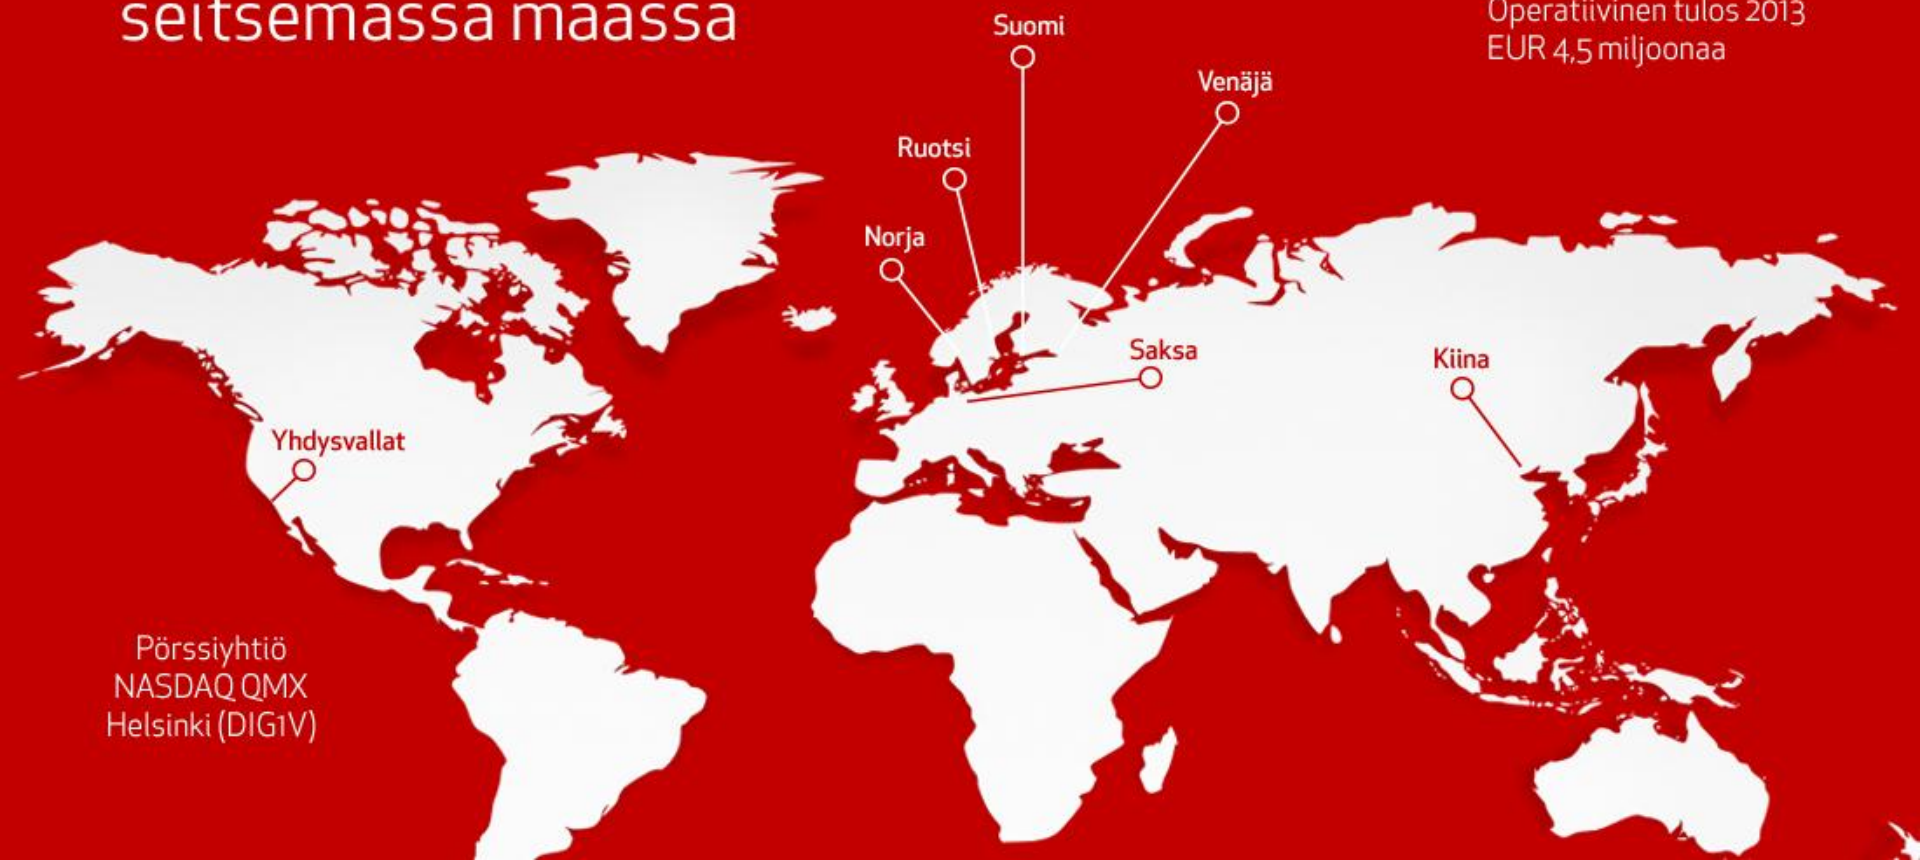 seitsemässä maassa
Operatiivinen tulos 2013
EUR 4,5 miljoonaa
Suomi
Venäjä
Ruotsi
Norja
Saksa
Kiina
Yhdysvallat
Pörssiyhtiö
NASDAQ QMX
Helsinki (DIG1V)